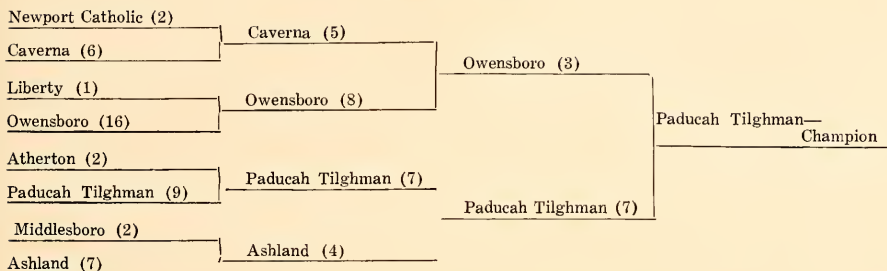 Newport Catholic (2)
Caverna (6)
Liberty (1)
Owensboro (16)
Atherton (2)
Paducah Tilghman (9)
Middlesboro (2)
Ashland (7)
Caverna (5)
Owensboro (8)
Paducah Tilghman (7)
Ashland (4)
Owensboro (3)
Paducah Tilghman (7)
Paducah Tilghman—
Champion